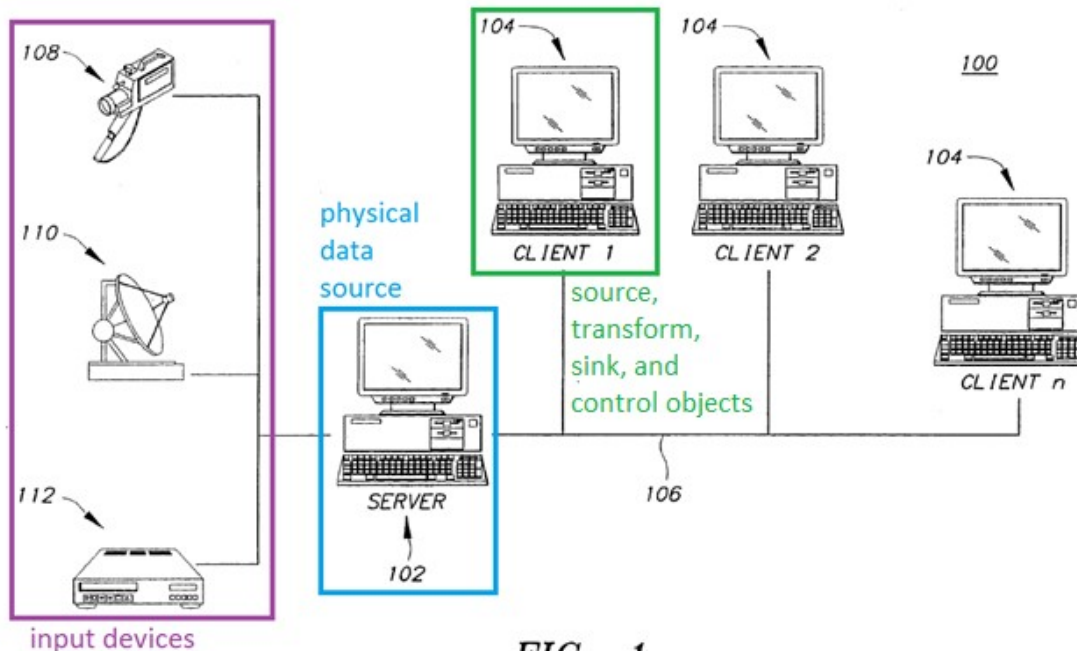 108
104
104
100
104
110
physical
data
source
CLIENT 1
CLIENT 2
source,
transform,
sink, and
control objects
CLIENT n
112
SERVER
106
102
input devices
FIG. 1